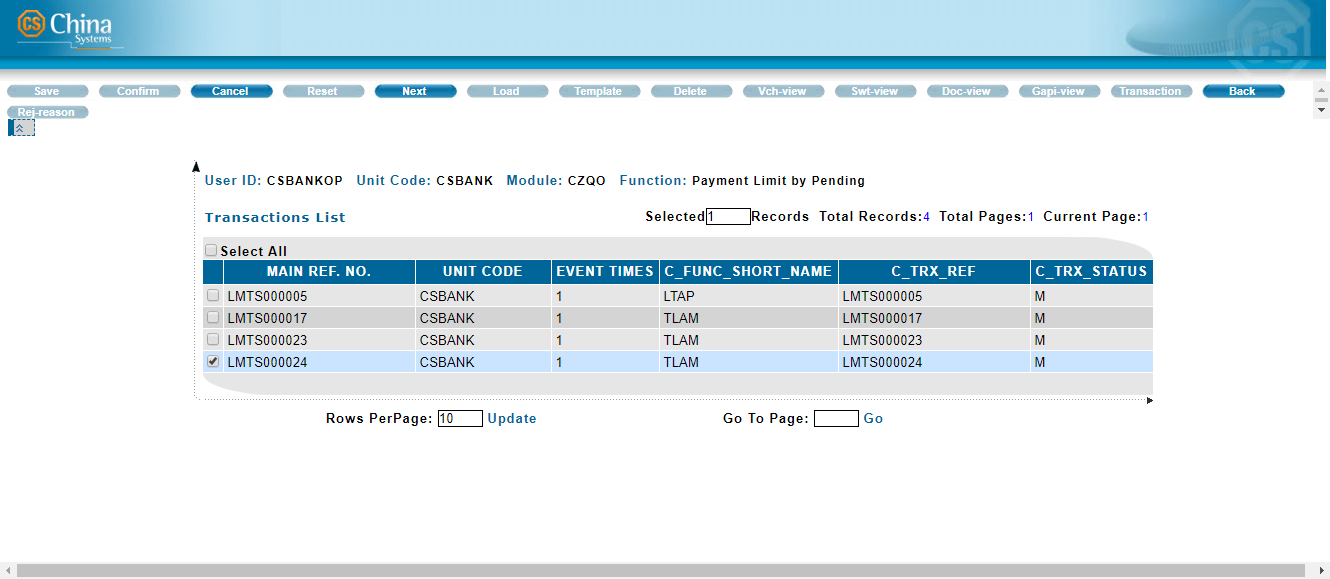 CS China
Systems
Save Confirm Cancel Reset Next Load Template Delete Vch-view Swt-view Doc-view Gapi-view Transaction Back
Rej-reason
User ID: CSBANKOP Unit Code: CSBANK Module: CZQO Function: Payment Limit by Pending
Transactions List Selected 1 Records Total Records:4 Total Pages:1 Current Page:1
Select All
MAIN REF. NO. UNIT CODE EVENT TIMES C_FUNC_SHORT_NAME C_TRX_REF C_TRX_STATUS
LMTS000005 CSBANK 1 LTAP LMTS000005 M
LMTS000017 CSBANK 1 TLAM LMTS000017 M
LMTS000023 CSBANK 1 TLAM LMTS000023 M
LMTS000024 CSBANK 1 TLAM LMTS000024 M
Rows PerPage: 10 Update Go To Page: Go